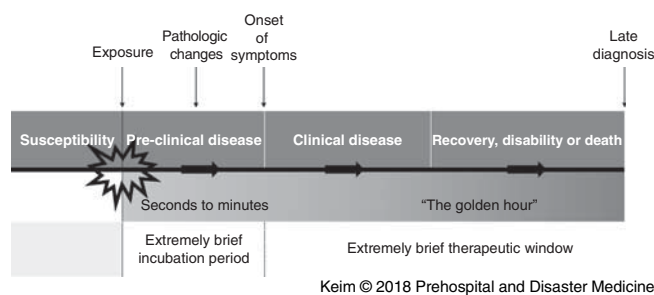 Exposure
Pathologic
changes
Onset
of
symptoms
Late
diagnosis
Susceptibility
Pre-clinical disease
Clinical disease
Recovery, disability or death
Seconds to minutes
“The golden hour”
Extremely brief
incubation period
Extremely brief therapeutic window
Keim © 2018 Prehospital and Disaster Medicine